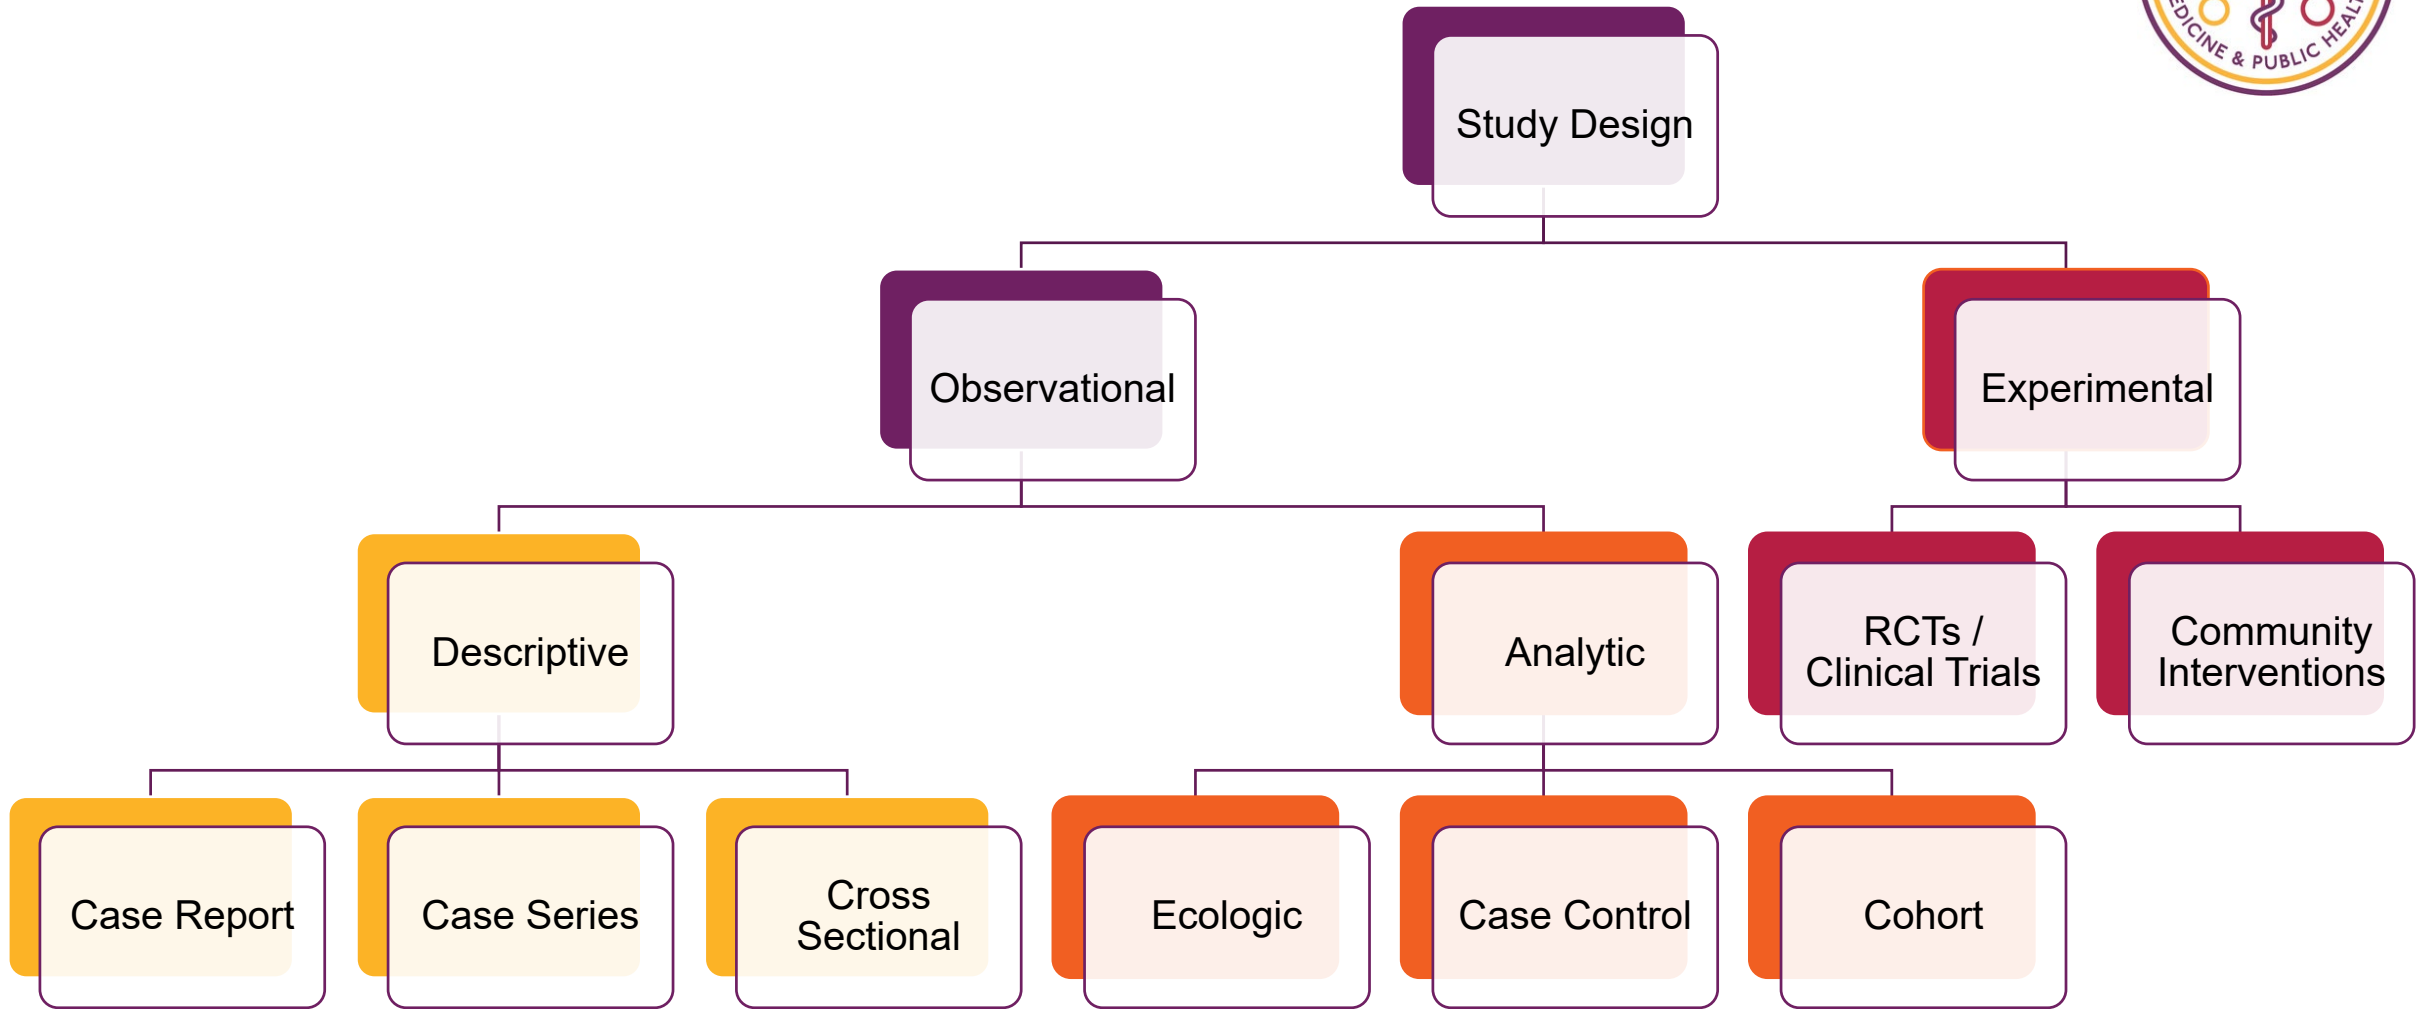 & PUBLIC
Study Design
Observational
Experimental
Descriptive
Analytic
RCTs /
Clinical Trials
Community
Interventions
Case Report
Case Series
Cross
Sectional
Ecologic
Case Control
Cohort